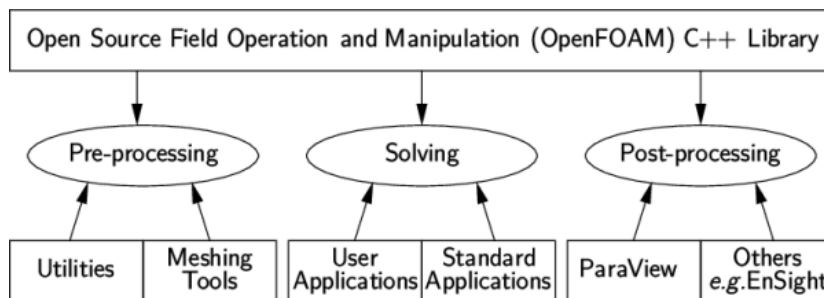 Open Source Field Operation and Manipulation (OpenFOAM) C++ Library
Pre-processing
Solving
Post-processing
Utilities
Meshing
Tools
User
Applications
Standard
Applications
ParaView
Others
e.g.EnSight